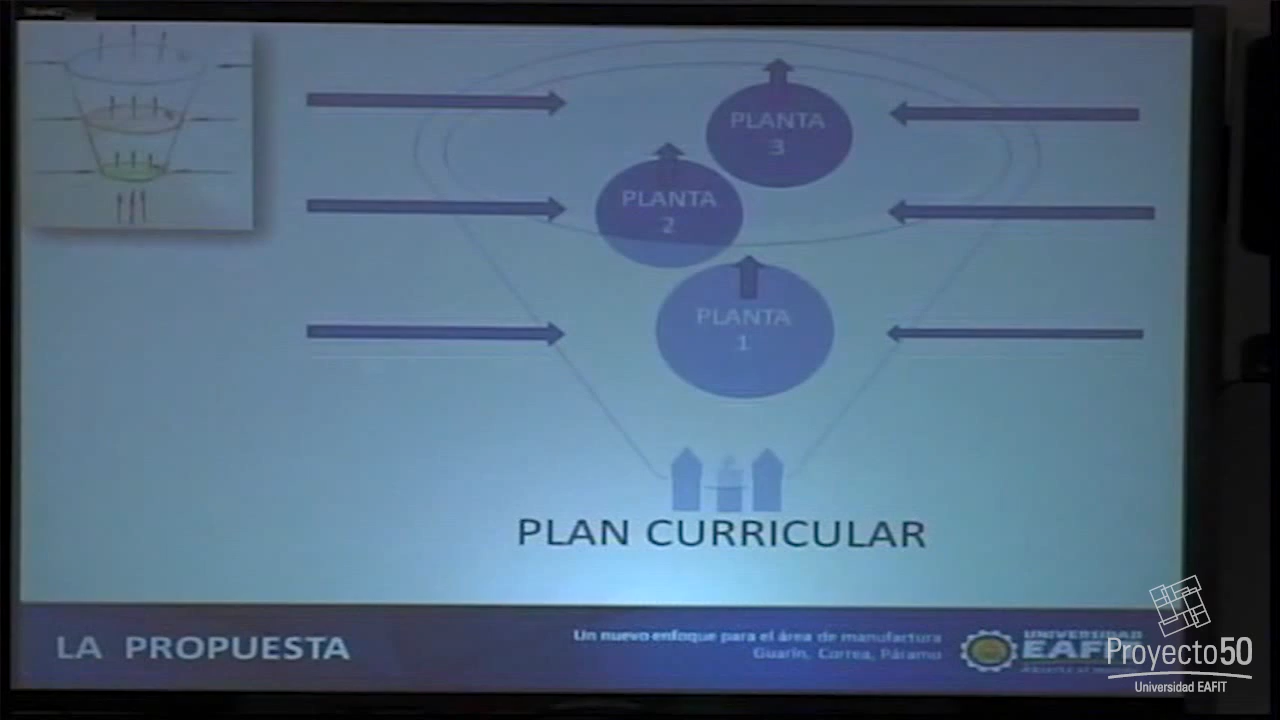 PLANTA
3
PLANTA
2
PLANTA
1
PLAN CURRICULAR
LA PROPUESTA
Un nuevo enfoque para el área de manufactura
Guarín, Correa, Páramo
UNIVERSIDAD
EAFIT
Proyecto50
Universidad EAFIT